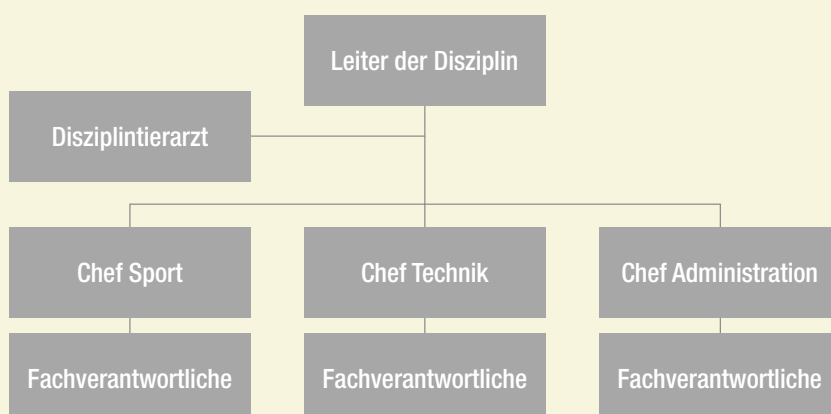 Leiter der Disziplin
Disziplintierarzt
Chef Sport
Chef Technik
Chef Administration
Fachverantwortliche
Fachverantwortliche
Fachverantwortliche